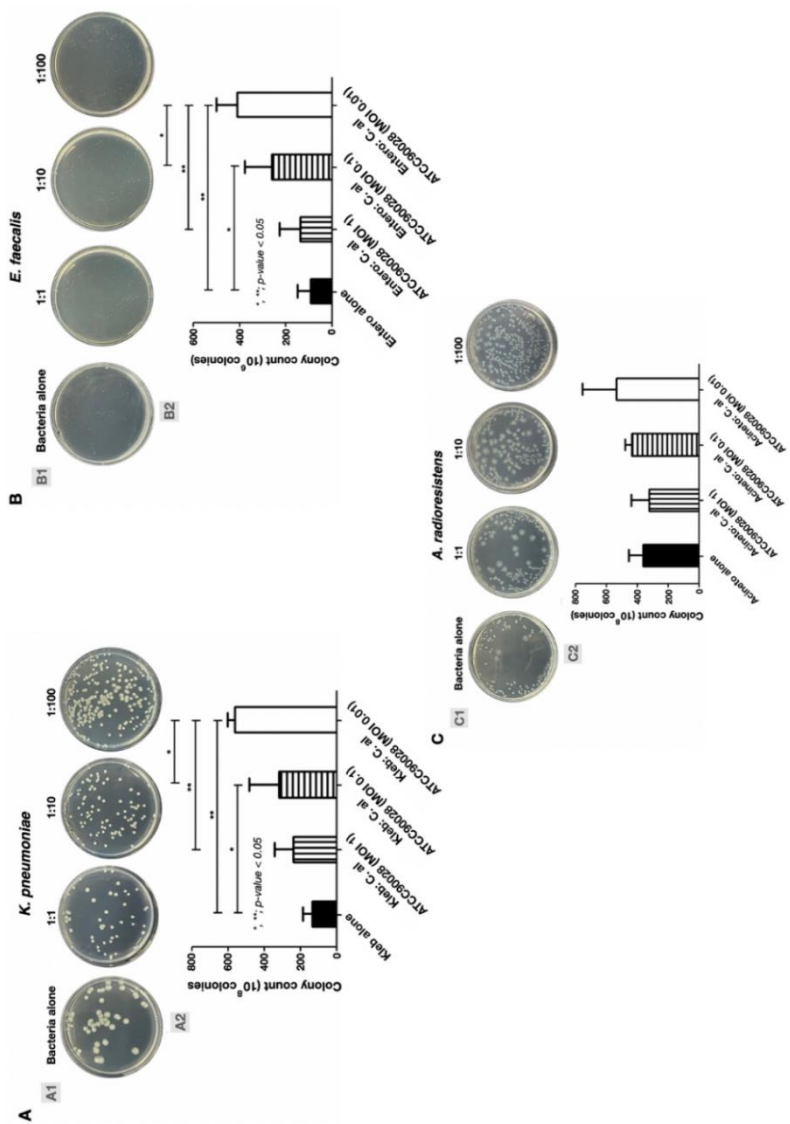 A
K. pneumoniae
A1
Bacteria alone
1:1
1:10
1:100
A2
Colony count (10⁸ colonies)
800
600
400
200
0
*, **; p-value < 0.05
*
**
**
*
Kleb alone
Kleb: C. al
ATCC90028 (MOI 1)
Kleb: C. al
ATCC90028 (MOI 0.1)
Kleb: C. al
ATCC90028 (MOI 0.01)
B
E. faecalis
B1
Bacteria alone
1:1
1:10
1:100
B2
Colony count (10⁶ colonies)
600
400
200
0
*, **; p-value < 0.05
*
**
**
*
Entero alone
Entero: C. al
ATCC90028 (MOI 1)
Entero: C. al
ATCC90028 (MOI 0.1)
Entero: C. al
ATCC90028 (MOI 0.01)
C
A. radioresistens
C1
Bacteria alone
1:1
1:10
1:100
C2
Colony count (10⁸ colonies)
800
600
400
200
0
Acineto alone
Acineto: C. al
ATCC90028 (MOI 1)
Acineto: C. al
ATCC90028 (MOI 0.1)
Acineto: C. al
ATCC90028 (MOI 0.01)